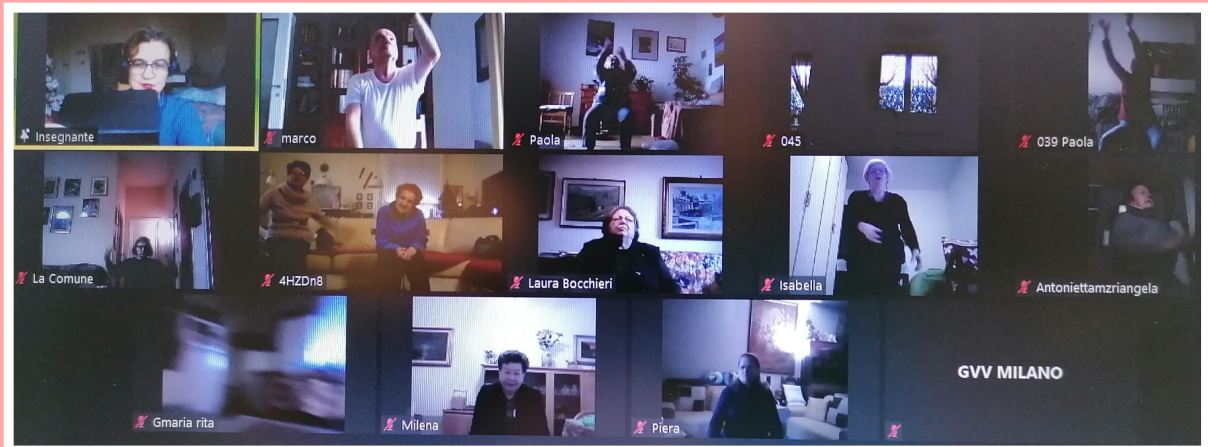 Insegnante
marco
Paola
045
039 Paola
La Comune
4HZDn8
Laura Bocchieri
Isabella
Antoniettamzriangela
Gmaria rita
Milena
Piera
GVV MILANO